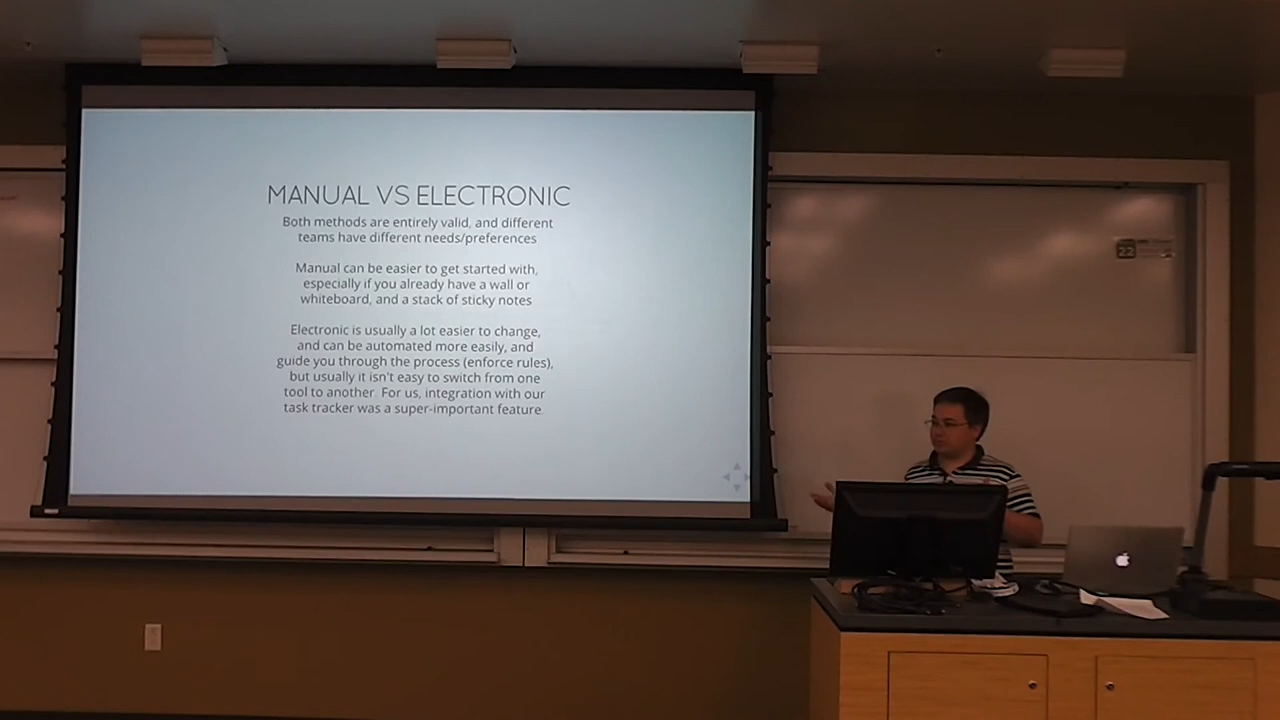 MANUAL VS ELECTRONIC
Both methods are entirely valid, and different
teams have different needs/preferences
Manual can be easier to get started with,
especially if you already have a wall or
whiteboard, and a stack of sticky notes
Electronic is usually a lot easier to change,
and can be automated more easily, and
guide you through the process (enforce rules),
but usually it isn't easy to switch from one
tool to another. For us, integration with our
task tracker was a super-important feature.
22